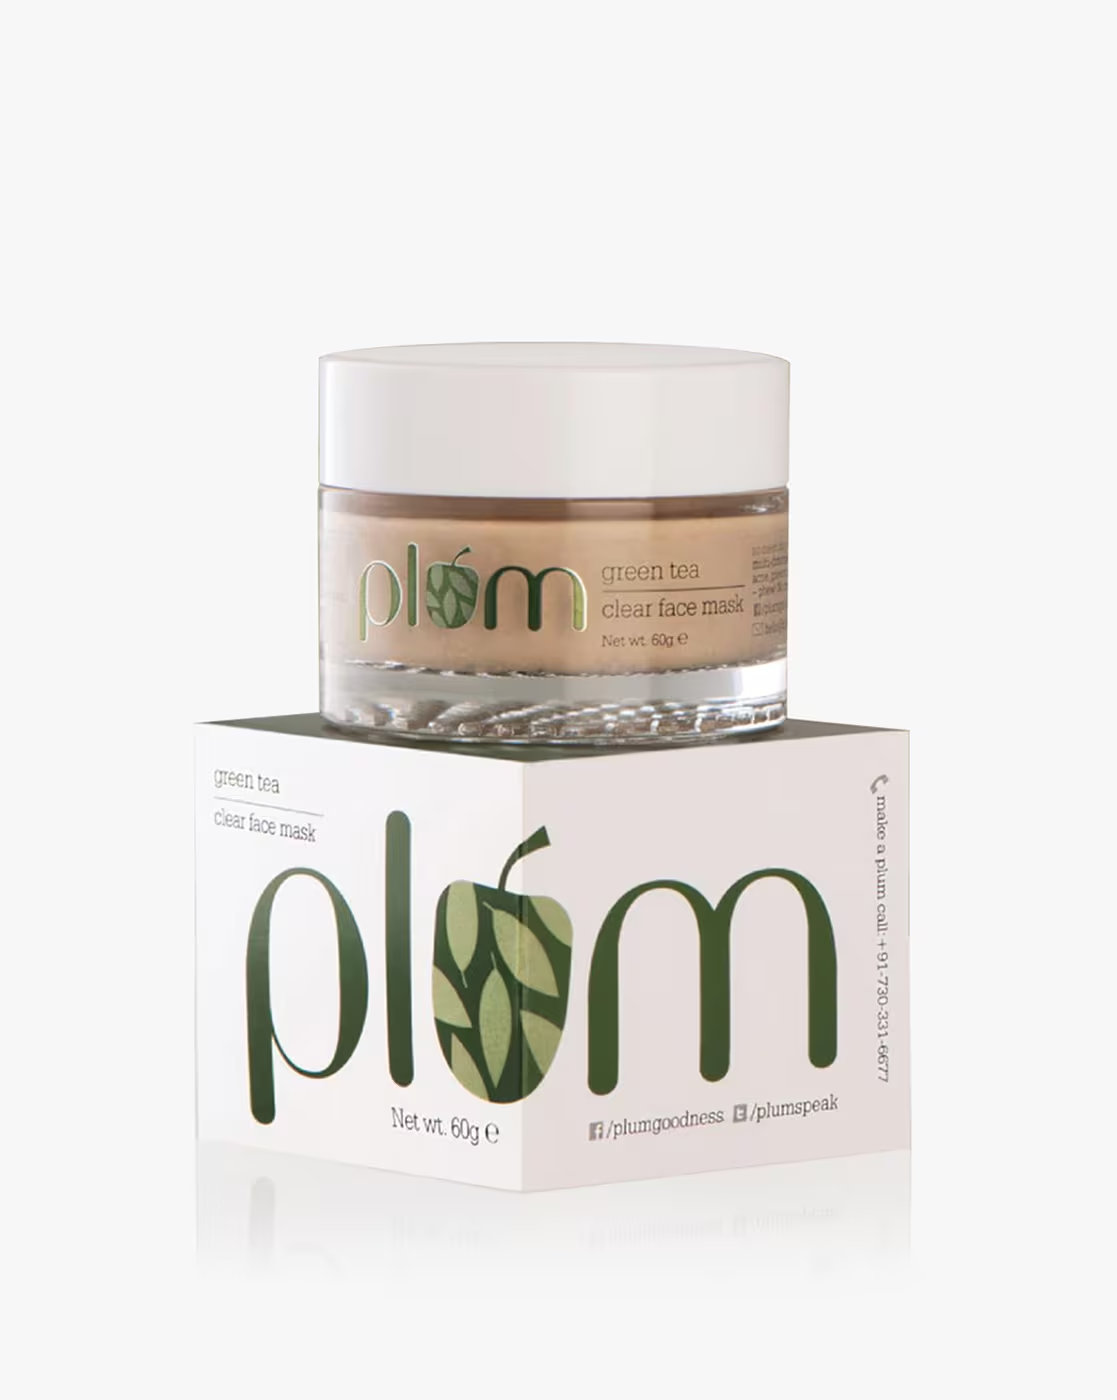 plum
green tea
clear face mask
Net wt. 60g ℮
green tea
clear face mask
plum
Net wt. 60g ℮
/plumgoodness /plumspeak
make a plum call: +91-730-331-6677